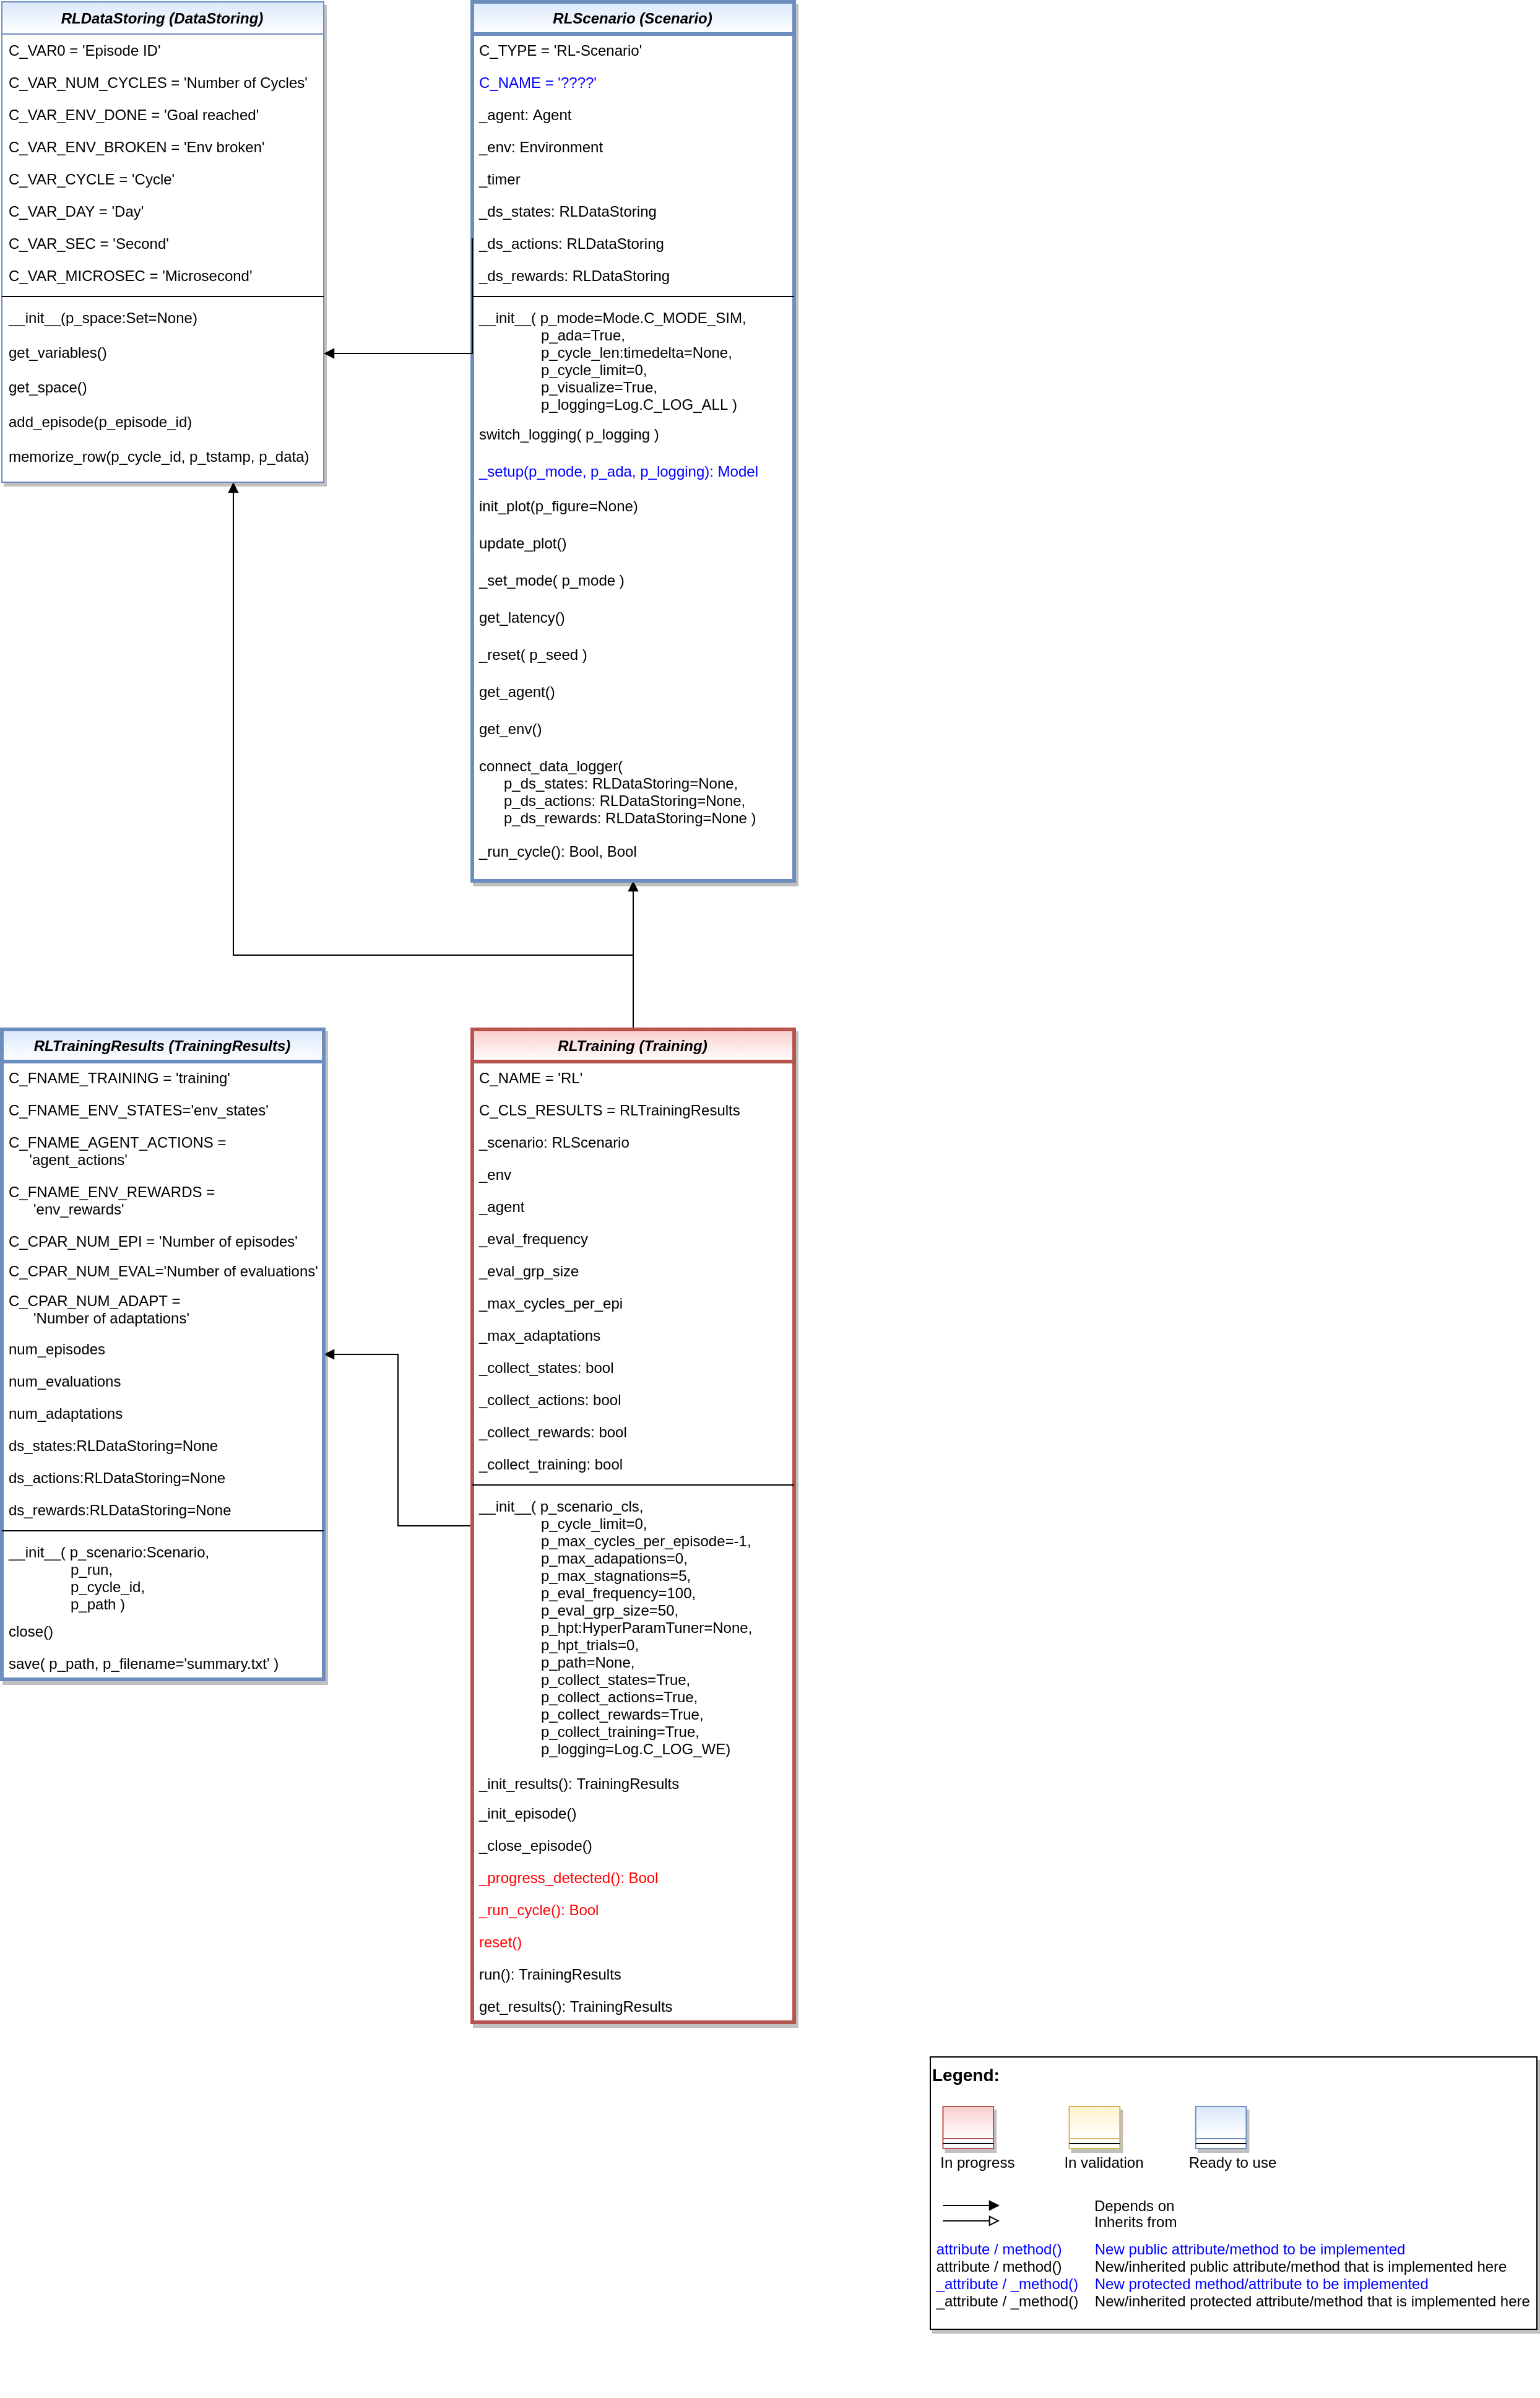 RLDataStoring (DataStoring)
C_VAR0 = 'Episode ID'
C_VAR_NUM_CYCLES = 'Number of Cycles'
C_VAR_ENV_DONE = 'Goal reached'
C_VAR_ENV_BROKEN = 'Env broken'
C_VAR_CYCLE = 'Cycle'
C_VAR_DAY = 'Day'
C_VAR_SEC = 'Second'
C_VAR_MICROSEC = 'Microsecond'
__init__(p_space:Set=None)
get_variables()
get_space()
add_episode(p_episode_id)
memorize_row(p_cycle_id, p_tstamp, p_data)
RLScenario (Scenario)
C_TYPE = 'RL-Scenario'
C_NAME = '????'
_agent: Agent
_env: Environment
_timer
_ds_states: RLDataStoring
_ds_actions: RLDataStoring
_ds_rewards: RLDataStoring
__init__( p_mode=Mode.C_MODE_SIM,
p_ada=True,
p_cycle_len:timedelta=None,
p_cycle_limit=0,
p_visualize=True,
p_logging=Log.C_LOG_ALL )
switch_logging( p_logging )
_setup(p_mode, p_ada, p_logging): Model
init_plot(p_figure=None)
update_plot()
_set_mode( p_mode )
get_latency()
_reset( p_seed )
get_agent()
get_env()
connect_data_logger(
p_ds_states: RLDataStoring=None,
p_ds_actions: RLDataStoring=None,
p_ds_rewards: RLDataStoring=None )
_run_cycle(): Bool, Bool
RLTrainingResults (TrainingResults)
C_FNAME_TRAINING = 'training'
C_FNAME_ENV_STATES='env_states'
C_FNAME_AGENT_ACTIONS =
'agent_actions'
C_FNAME_ENV_REWARDS =
'env_rewards'
C_CPAR_NUM_EPI = 'Number of episodes'
C_CPAR_NUM_EVAL='Number of evaluations'
C_CPAR_NUM_ADAPT =
'Number of adaptations'
num_episodes
num_evaluations
num_adaptations
ds_states:RLDataStoring=None
ds_actions:RLDataStoring=None
ds_rewards:RLDataStoring=None
__init__( p_scenario:Scenario,
p_run,
p_cycle_id,
p_path )
close()
save( p_path, p_filename='summary.txt' )
RLTraining (Training)
C_NAME = 'RL'
C_CLS_RESULTS = RLTrainingResults
_scenario: RLScenario
_env
_agent
_eval_frequency
_eval_grp_size
_max_cycles_per_epi
_max_adaptations
_collect_states: bool
_collect_actions: bool
_collect_rewards: bool
_collect_training: bool
__init__( p_scenario_cls,
p_cycle_limit=0,
p_max_cycles_per_episode=-1,
p_max_adapations=0,
p_max_stagnations=5,
p_eval_frequency=100,
p_eval_grp_size=50,
p_hpt:HyperParamTuner=None,
p_hpt_trials=0,
p_path=None,
p_collect_states=True,
p_collect_actions=True,
p_collect_rewards=True,
p_collect_training=True,
p_logging=Log.C_LOG_WE)
_init_results(): TrainingResults
_init_episode()
_close_episode()
_progress_detected(): Bool
_run_cycle(): Bool
reset()
run(): TrainingResults
get_results(): TrainingResults
Legend:
In progress
In validation
Ready to use
Depends on
Inherits from
attribute / method() New public attribute/method to be implemented
attribute / method() New/inherited public attribute/method that is implemented here
_attribute / _method() New protected method/attribute to be implemented
_attribute / _method() New/inherited protected attribute/method that is implemented here